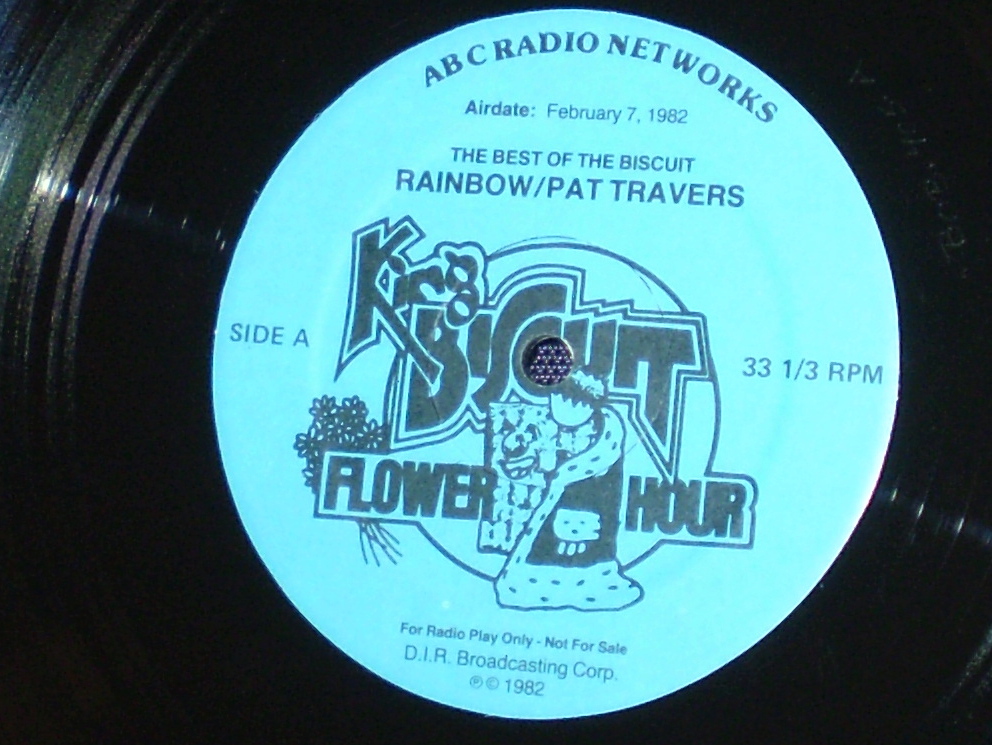 ABC RADIO NETWORKS
Airdate: February 7, 1982
THE BEST OF THE BISCUIT
RAINBOW/PAT TRAVERS
King
BISCUIT
SIDE A
33 1/3 RPM
FLOWER HOUR
For Radio Play Only - Not For Sale
D.I.R. Broadcasting Corp.
℗ © 1982